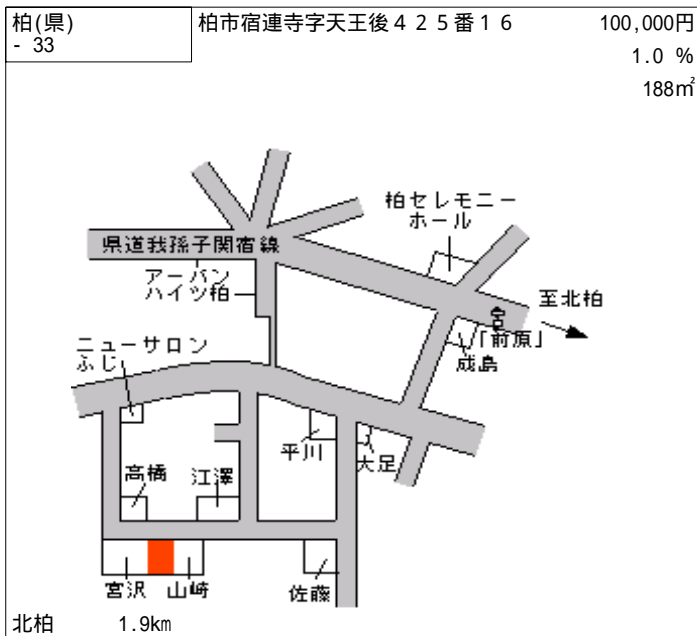 柏(県)
- 33
柏市宿連寺字天王後４２５番１６
100,000円
1.0 %
188㎡
柏セレモニー
ホール
県道我孫子関宿線
アーバン
ハイツ柏
至北柏
「前原」
成島
ニューサロン
ふじ
平川
大足
高橋
江澤
宮沢
山崎
佐藤
北柏
1.9km